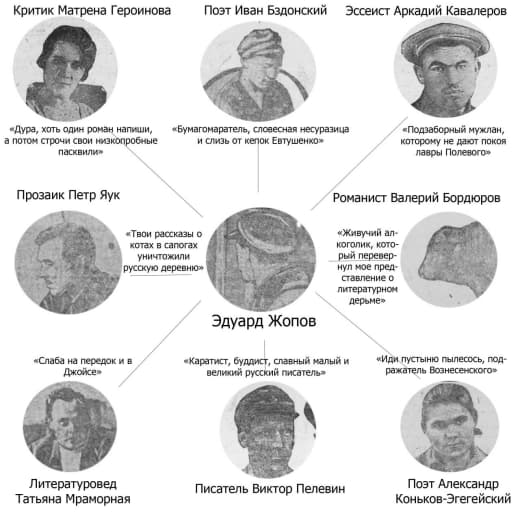 Критик Матрена Героинова
Поэт Иван Бздонский
Эссеист Аркадий Кавалеров
«Дура, хоть один роман напиши,
а потом строчи свои низкопробные
пасквили»
«Бумагомаратель, словесная несуразица
и слизь от кепок Евтушенко»
«Подзаборный мужлан,
которому не дают покоя
лавры Полевого»
Прозаик Петр Яук
«Твои рассказы о
котах в сапогах
уничтожили
русскую деревню»
Романист Валерий Бордюров
«Живучий ал-
коголик, кото-
рый перевер-
нул мое пред-
ставление о
литературном
дерьме»
Эдуард Жопов
«Слаба на передок и в
Джойсе»
«Каратист, буддист, славный малый и
великий русский писатель»
«Иди пустыню пылесось, под-
ражатель Вознесенского»
Литературовед
Татьяна Мраморная
Писатель Виктор Пелевин
Поэт Александр
Коньков-Эгегейский